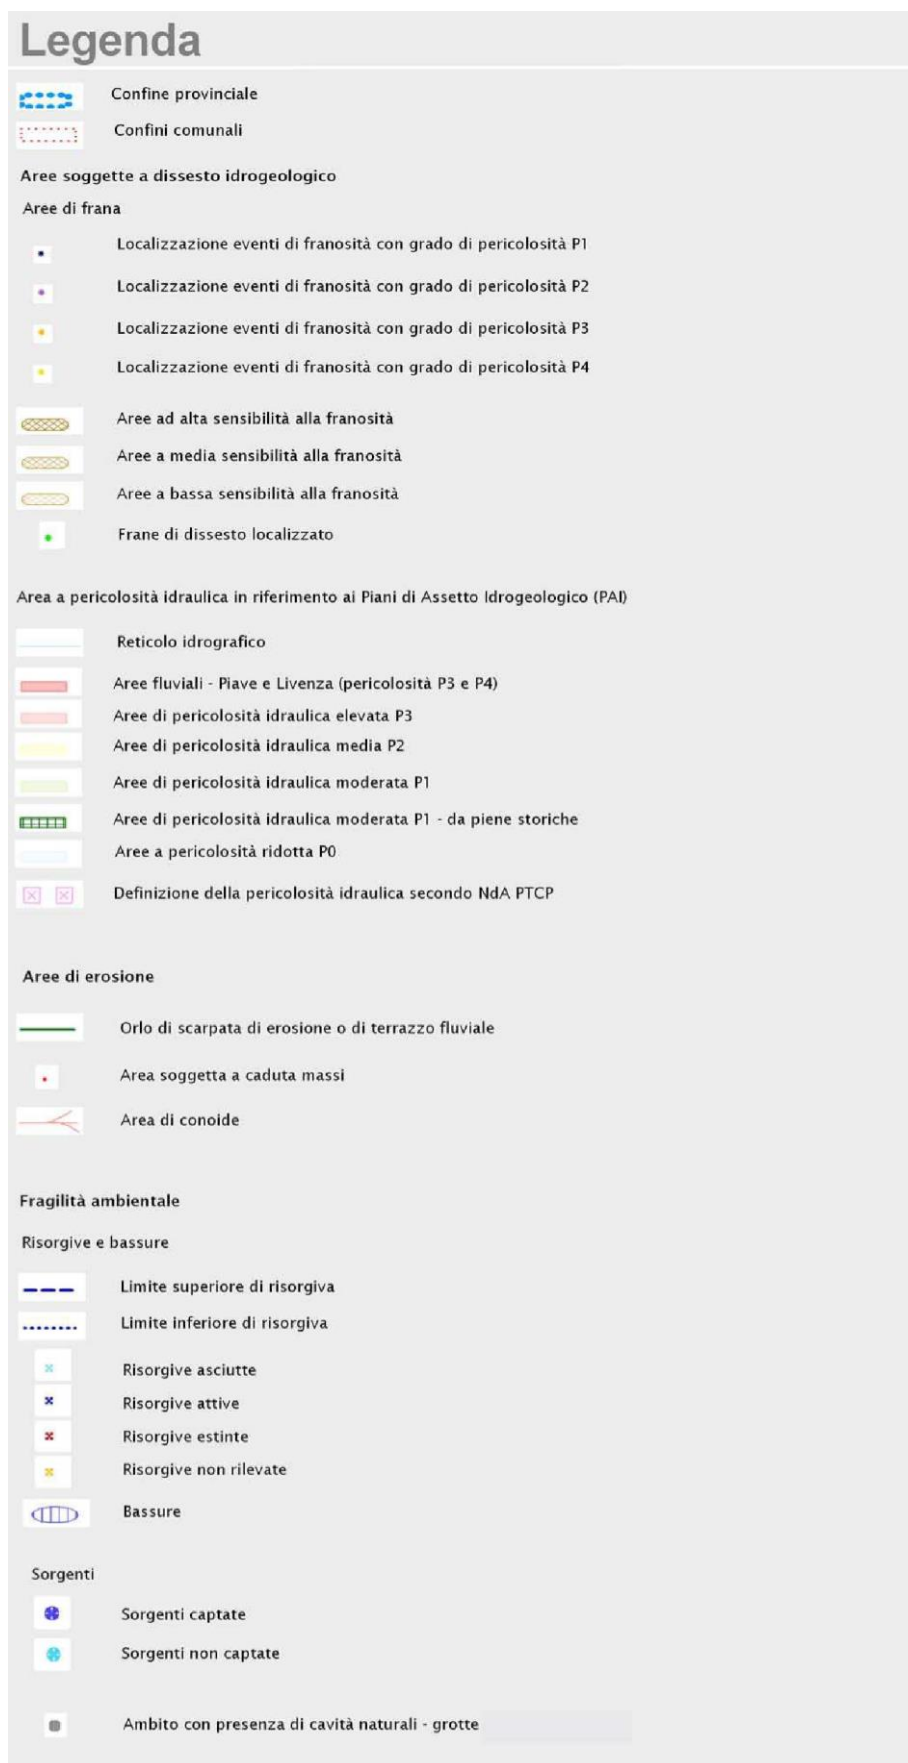 Legenda
Confine provinciale
Confini comunali
Aree soggette a dissesto idrogeologico
Aree di frana
Localizzazione eventi di franosità con grado di pericolosità P1
Localizzazione eventi di franosità con grado di pericolosità P2
Localizzazione eventi di franosità con grado di pericolosità P3
Localizzazione eventi di franosità con grado di pericolosità P4
Aree ad alta sensibilità alla franosità
Aree a media sensibilità alla franosità
Aree a bassa sensibilità alla franosità
Frane di dissesto localizzato
Area a pericolosità idraulica in riferimento ai Piani di Assetto Idrogeologico (PAI)
Reticolo idrografico
Aree fluviali - Piave e Livenza (pericolosità P3 e P4)
Aree di pericolosità idraulica elevata P3
Aree di pericolosità idraulica media P2
Aree di pericolosità idraulica moderata P1
Aree di pericolosità idraulica moderata P1 - da piene storiche
Aree a pericolosità ridotta P0
Definizione della pericolosità idraulica secondo NdA PTCP
Aree di erosione
Orlo di scarpata di erosione o di terrazzo fluviale
Area soggetta a caduta massi
Area di conoide
Fragilità ambientale
Risorgive e bassure
Limite superiore di risorgiva
Limite inferiore di risorgiva
Risorgive asciutte
Risorgive attive
Risorgive estinte
Risorgive non rilevate
Bassure
Sorgenti
Sorgenti captate
Sorgenti non captate
Ambito con presenza di cavità naturali - grotte